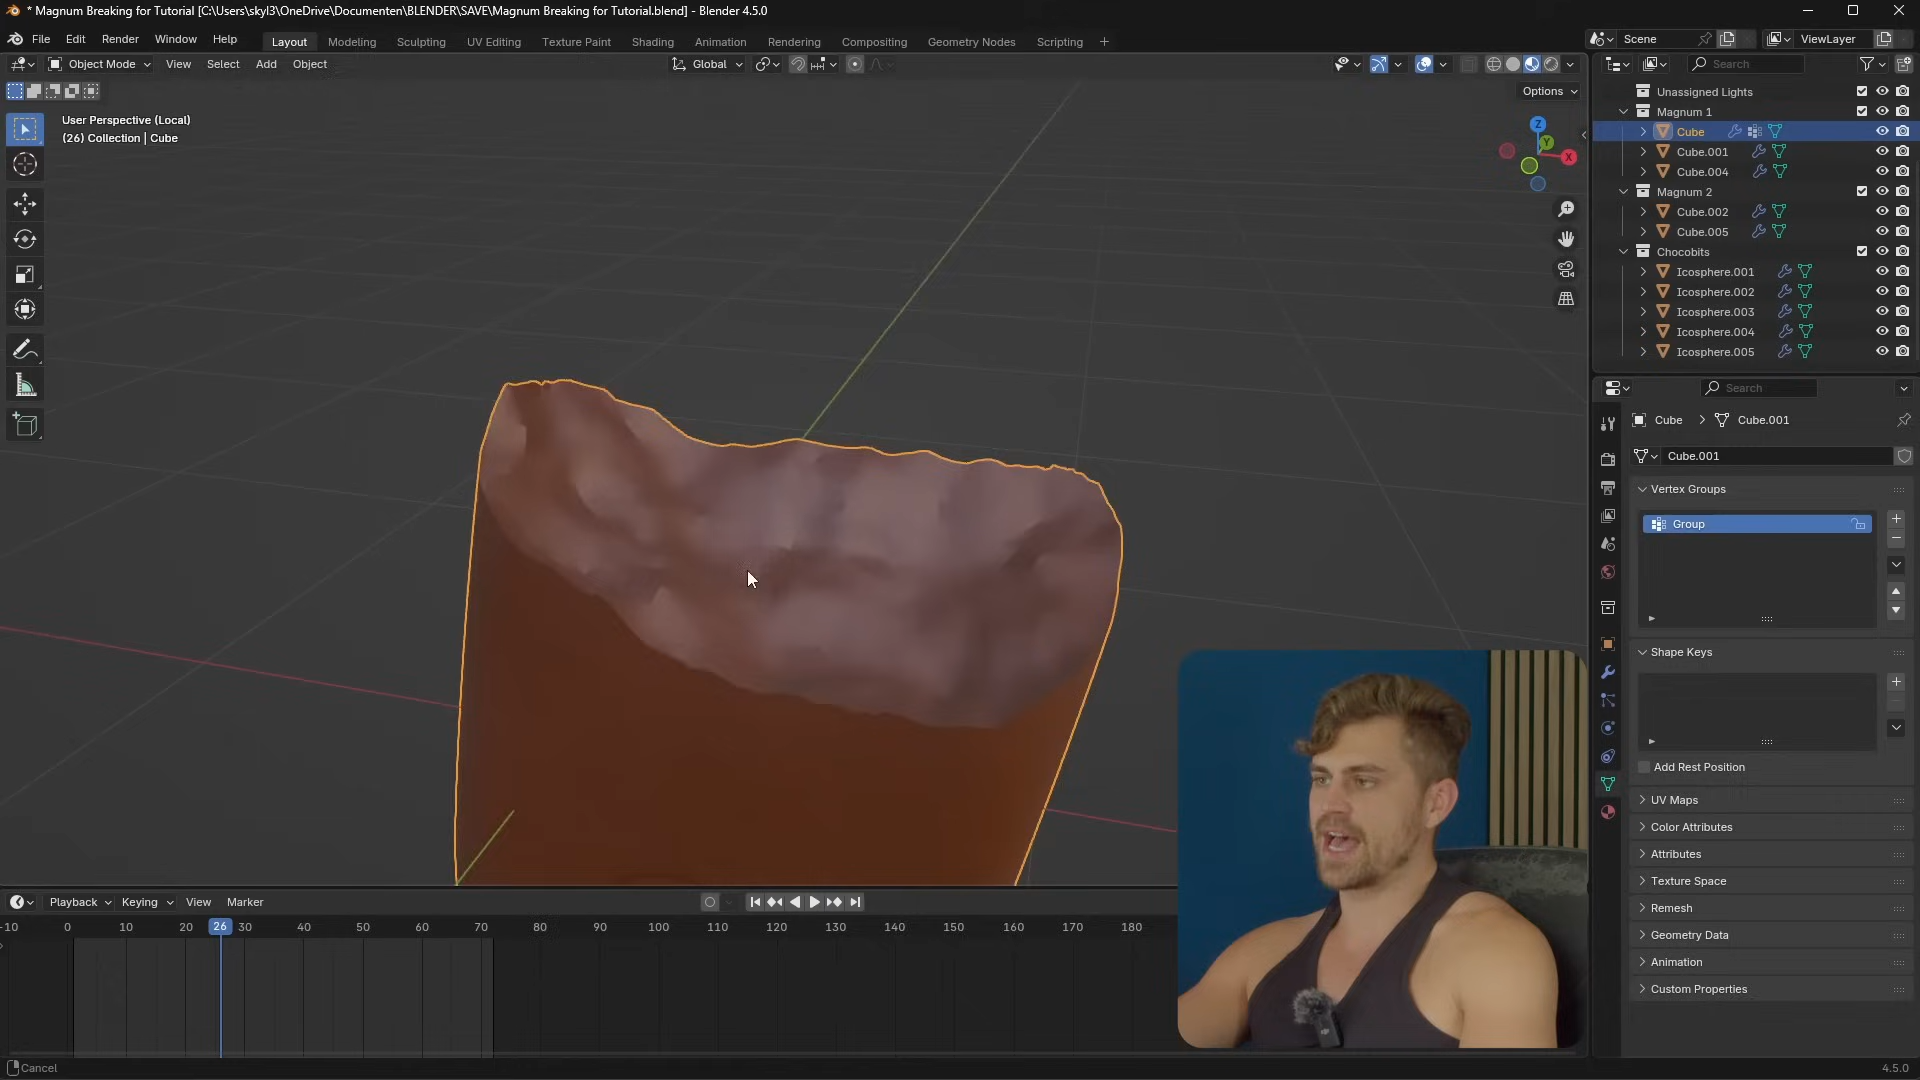 * Magnum Breaking for Tutorial [C:\Users\skyl3\OneDrive\Documenten\BLENDER\SAVE\Magnum Breaking for Tutorial.blend] - Blender 4.5.0
File Edit Render Window Help Layout Modeling Sculpting UV Editing Texture Paint Shading Animation Rendering Compositing Geometry Nodes Scripting + Scene ViewLayer
Object Mode View Select Add Object Global Search
Options
User Perspective (Local)
(26) Collection | Cube
Z
Y
X
Unassigned Lights
Magnum 1
Cube
Cube.001
Cube.004
Magnum 2
Cube.002
Cube.005
Chocobits
Icosphere.001
Icosphere.002
Icosphere.003
Icosphere.004
Icosphere.005
Search
Cube > Cube.001
Cube.001
Vertex Groups
Group
Shape Keys
Add Rest Position
UV Maps
Color Attributes
Attributes
Texture Space
Remesh
Geometry Data
Animation
Custom Properties
Playback Keying View Marker
-10 0 10 20 26 30 40 50 60 70 80 90 100 110 120 130 140 150 160 170 180
Cancel
4.5.0